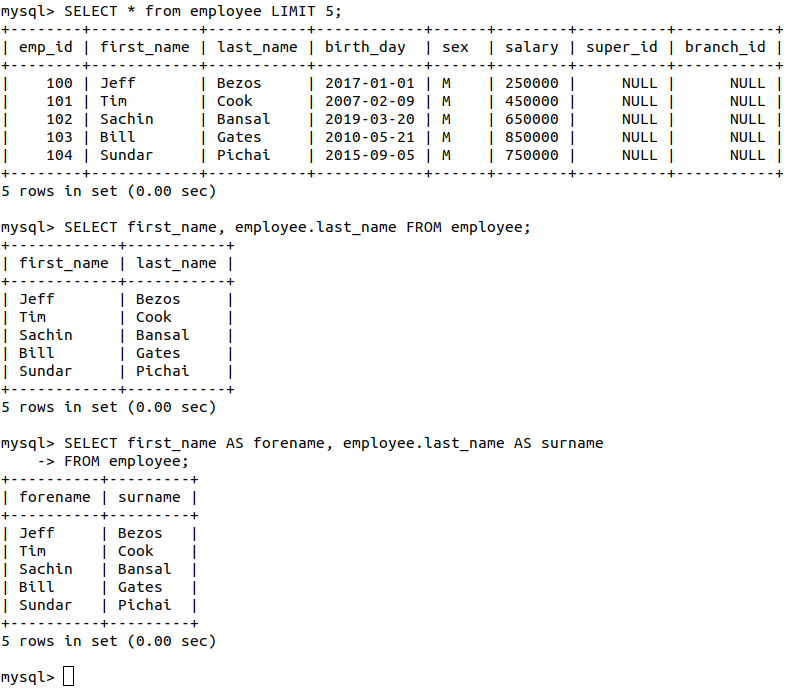 mysql> SELECT * from employee LIMIT 5;
+--------+------------+-----------+------------+------+--------+----------+-----------+
| emp_id | first_name | last_name | birth_day  | sex  | salary | super_id | branch_id |
+--------+------------+-----------+------------+------+--------+----------+-----------+
|    100 | Jeff       | Bezos     | 2017-01-01 | M    | 250000 |     NULL |      NULL |
|    101 | Tim        | Cook      | 2007-02-09 | M    | 450000 |     NULL |      NULL |
|    102 | Sachin     | Bansal    | 2019-03-20 | M    | 650000 |     NULL |      NULL |
|    103 | Bill       | Gates     | 2010-05-21 | M    | 850000 |     NULL |      NULL |
|    104 | Sundar     | Pichai    | 2015-09-05 | M    | 750000 |     NULL |      NULL |
+--------+------------+-----------+------------+------+--------+----------+-----------+
5 rows in set (0.00 sec)

mysql> SELECT first_name, employee.last_name FROM employee;
+------------+-----------+
| first_name | last_name |
+------------+-----------+
| Jeff       | Bezos     |
| Tim        | Cook      |
| Sachin     | Bansal    |
| Bill       | Gates     |
| Sundar     | Pichai    |
+------------+-----------+
5 rows in set (0.00 sec)

mysql> SELECT first_name AS forename, employee.last_name AS surname
    -> FROM employee;
+----------+---------+
| forename | surname |
+----------+---------+
| Jeff     | Bezos   |
| Tim      | Cook    |
| Sachin   | Bansal  |
| Bill     | Gates   |
| Sundar   | Pichai  |
+----------+---------+
5 rows in set (0.00 sec)

mysql>